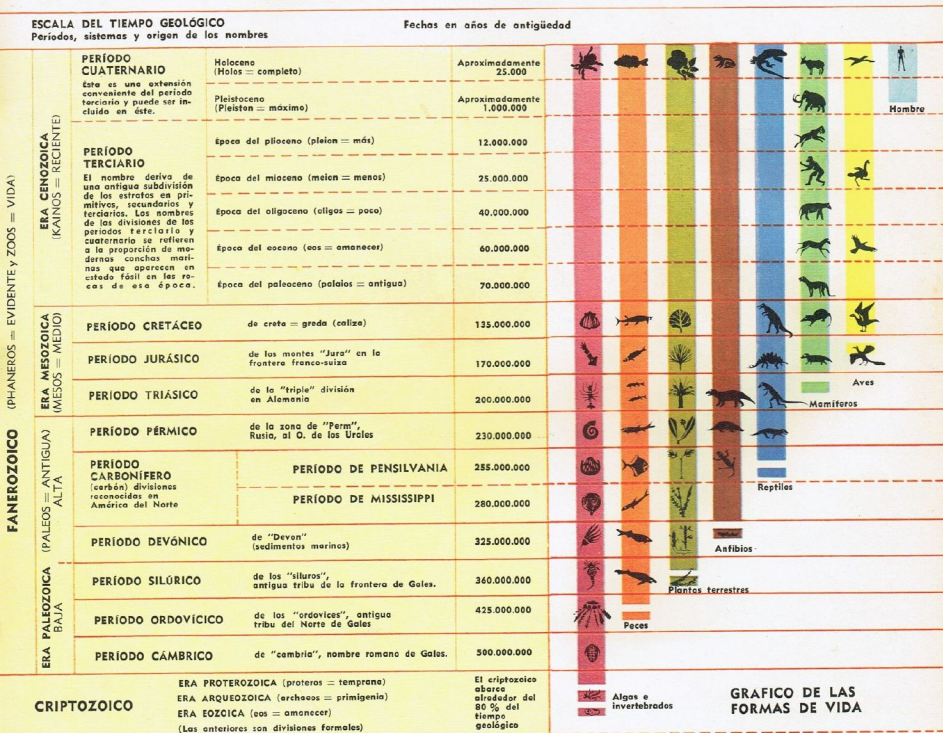 ESCALA DEL TIEMPO GEOLÓGICO
Períodos, sistemas y origen de los nombres
Fechas en años de antigüedad
FANEROZOICO
(PHANEROS = EVIDENTE y ZOOS = VIDA)
ERA CENOZOICA
(KAINOS = RECIENTE)
PERÍODO
CUATERNARIO
Esta es una extensión
conveniente del período
terciario y puede ser in-
cluido en éste.
Holoceno
(Holos = completo)
Aproximadamente
25.000
Pleistoceno
(Pleiston = máximo)
Aproximadamente
1.000.000
PERÍODO
TERCIARIO
El nombre deriva de
una antigua subdivisión
de los estratos en pri-
mitivos, secundarios y
terciarios. Los nombres
de las divisiones de los
períodos terciario y
cuaternario se refieren
a la proporción de mo-
dernas conchas mari-
nas que aparecen en
estado fósil en las ro-
cas de esa época.
Época del plioceno (pleion = más)
12.000.000
Época del mioceno (meion = menos)
25.000.000
Época del oligoceno (oligos = poco)
40.000.000
Época del eoceno (eos = amanecer)
60.000.000
Época del paleoceno (palaios = antigua)
70.000.000
ERA MESOZOICA
(MESOS = MEDIO)
PERÍODO CRETÁCEO
de creta = greda (caliza)
135.000.000
PERÍODO JURÁSICO
de los montes "Jura" en la
frontera franco-suiza
170.000.000
PERÍODO TRIÁSICO
de la "triple" división
en Alemania
200.000.000
ERA PALEOZOICA
(PALEOS = ANTIGUA)
ALTA
BAJA
PERÍODO PÉRMICO
de la zona de "Perm",
Rusia, al O. de los Urales
230.000.000
PERÍODO
CARBONÍFERO
(carbón) divisiones
reconocidas en
América del Norte
PERÍODO DE PENSILVANIA
255.000.000
PERÍODO DE MISSISSIPPI
280.000.000
PERÍODO DEVÓNICO
de "Devon"
(sedimentos marinos)
325.000.000
PERÍODO SILÚRICO
de los "siluros",
antigua tribu de la frontera de Gales.
360.000.000
PERÍODO ORDOVÍCICO
de los "ordovices", antigua
tribu del Norte de Gales
425.000.000
PERÍODO CÁMBRICO
de "cambria", nombre romano de Gales.
500.000.000
CRIPTOZOICO
ERA PROTEROZOICA (proteros = temprana)
ERA ARQUEOZOICA (archaeos = primigenia)
ERA EOZOICA (eos = amanecer)
(Las anteriores son divisiones formales)
El criptozoico
abarca
alrededor del
80 % del
tiempo
geológico
Hombre
Aves
Mamíferos
Reptiles
Anfibios
Plantas terrestres
Peces
Algas e
invertebrados
GRAFICO DE LAS
FORMAS DE VIDA